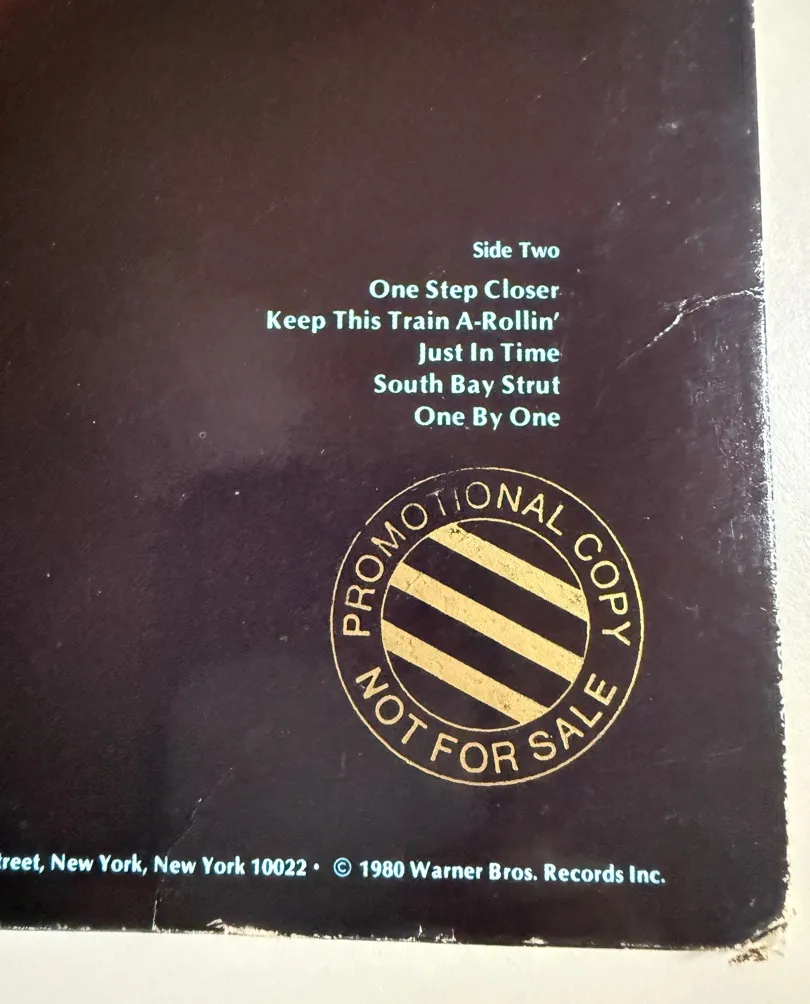 Side Two
One Step Closer
Keep This Train A-Rollin’
Just In Time
South Bay Strut
One By One
PROMOTIONAL COPY
NOT FOR SALE
treet, New York, New York 10022 • © 1980 Warner Bros. Records Inc.